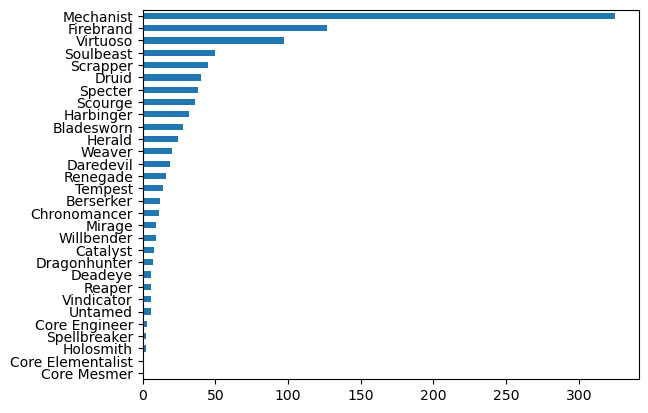 Mechanist
Firebrand
Virtuoso
Soulbeast
Scrapper
Druid
Specter
Scourge
Harbinger
Bladesworn
Herald
Weaver
Daredevil
Renegade
Tempest
Berserker
Chronomancer
Mirage
Willbender
Catalyst
Dragonhunter
Deadeye
Reaper
Vindicator
Untamed
Core Engineer
Spellbreaker
Holosmith
Core Elementalist
Core Mesmer
0 50 100 150 200 250 300